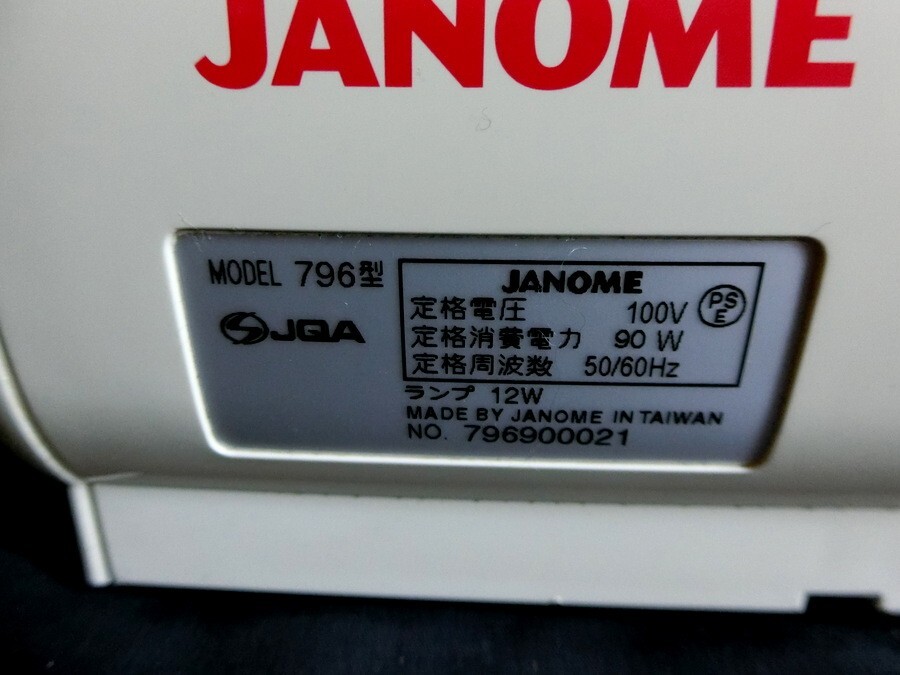 JANOME
MODEL 796型
JQA
JANOME
定格電圧 100V
PS
E
定格消費電力 90 W
定格周波数 50/60Hz
ランプ 12W
MADE BY JANOME IN TAIWAN
NO. 796900021